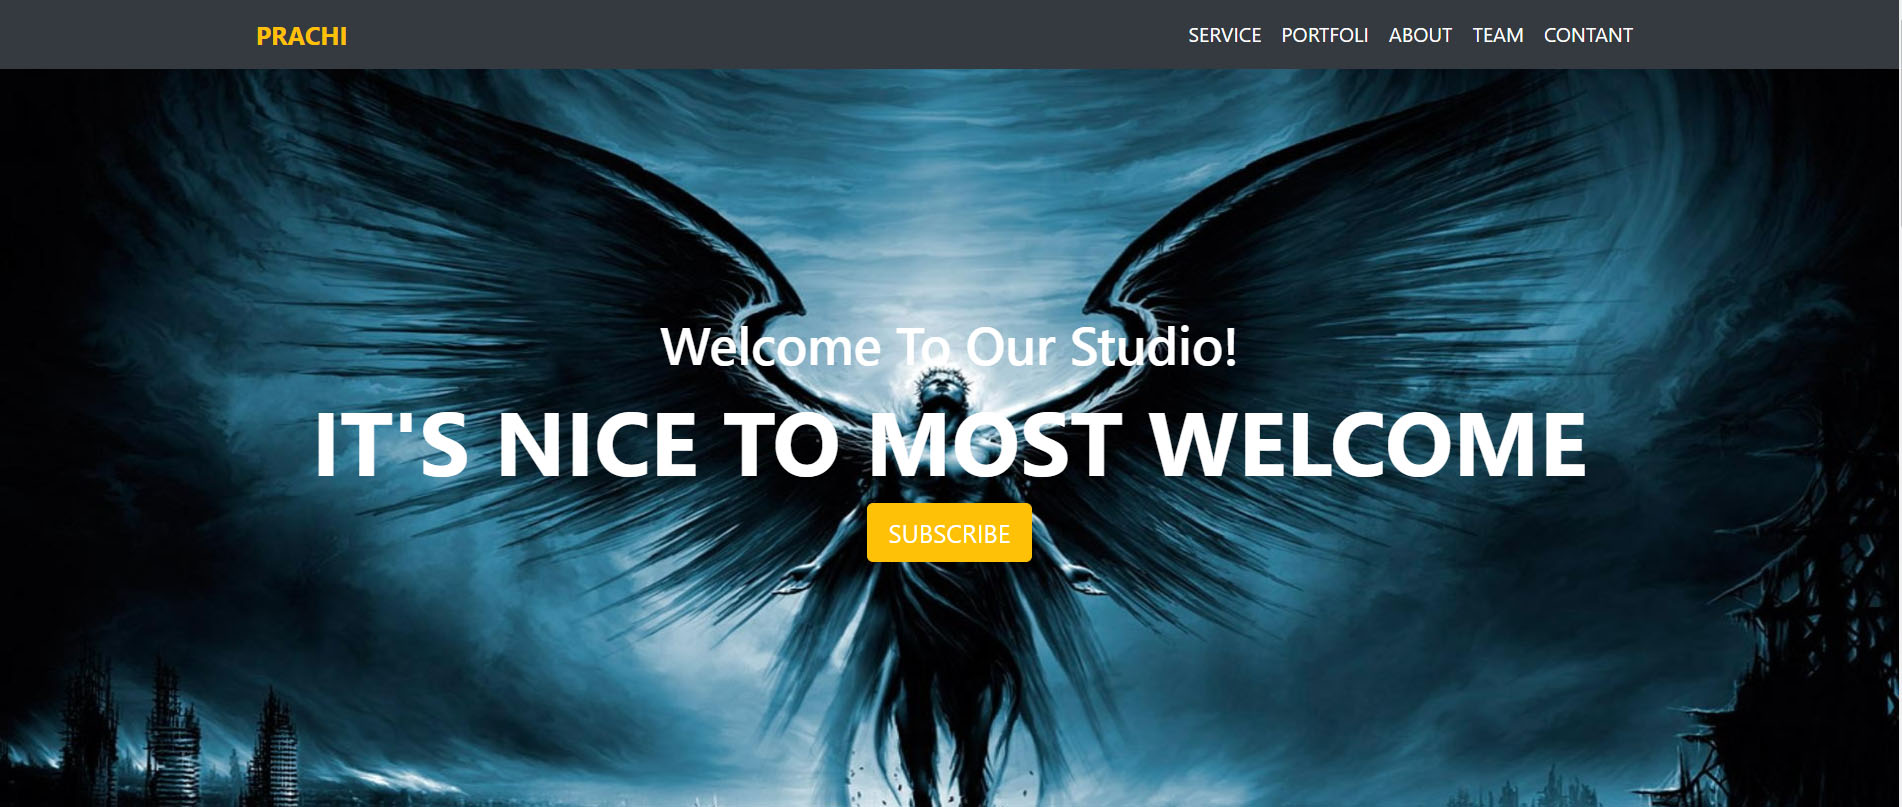 PRACHI
SERVICE PORTFOLI ABOUT TEAM CONTANT
Welcome To Our Studio!
IT'S NICE TO MOST WELCOME
SUBSCRIBE